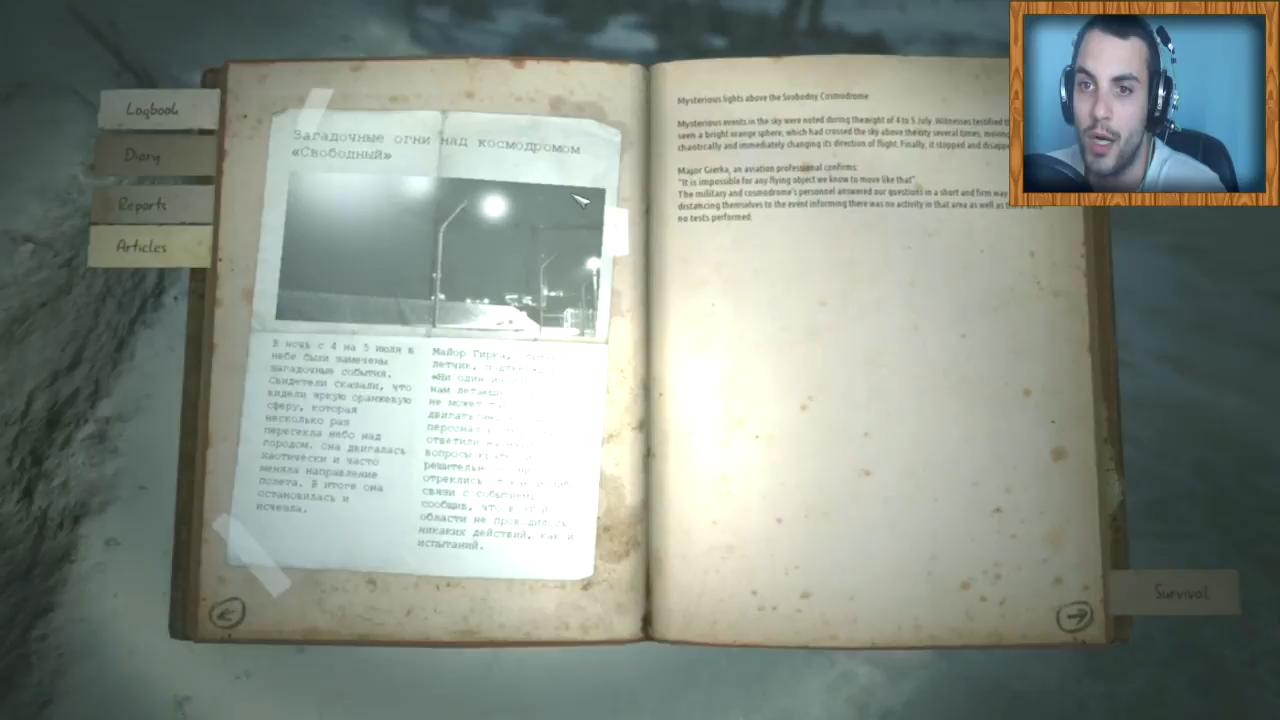 Logbook
Diary
Reports
Articles
Загадочные огни над космодромом
«Свободный»
В ночь с 4 на 5 июля в
небе были замечены
загадочные события.
Свидетели сказали, что
видели яркую оранжевую
сферу, которая
несколько раз
пересекла небо над
городом. она двигалась
хаотически и часто
меняла направление
полета. В итоге она
остановилась и
исчезла.
Майор Гирка,
летчик,
«Ни один
нам
не может
ответили
вопросы
связи с событием,
сообщив, что в
области не проводилось
никаких действий, как и
испытаний.
Mysterious lights above the Svobodny Cosmodrome
Mysterious events in the sky were noted during the night of 4 to 5 July. Witnesses testified
seen a bright orange sphere, which had crossed the sky above the city several times, moving
chaotically and immediately changing its direction of flight. Finally, it stopped and
Major Gierka, an aviation professional confirms:
"It is impossible for any flying object we know to move like that".
The military and cosmodrome's personnel answered our questions in a short and firm way
distancing themselves to the event informing there was no activity in that area as well as
no tests performed.
Survival